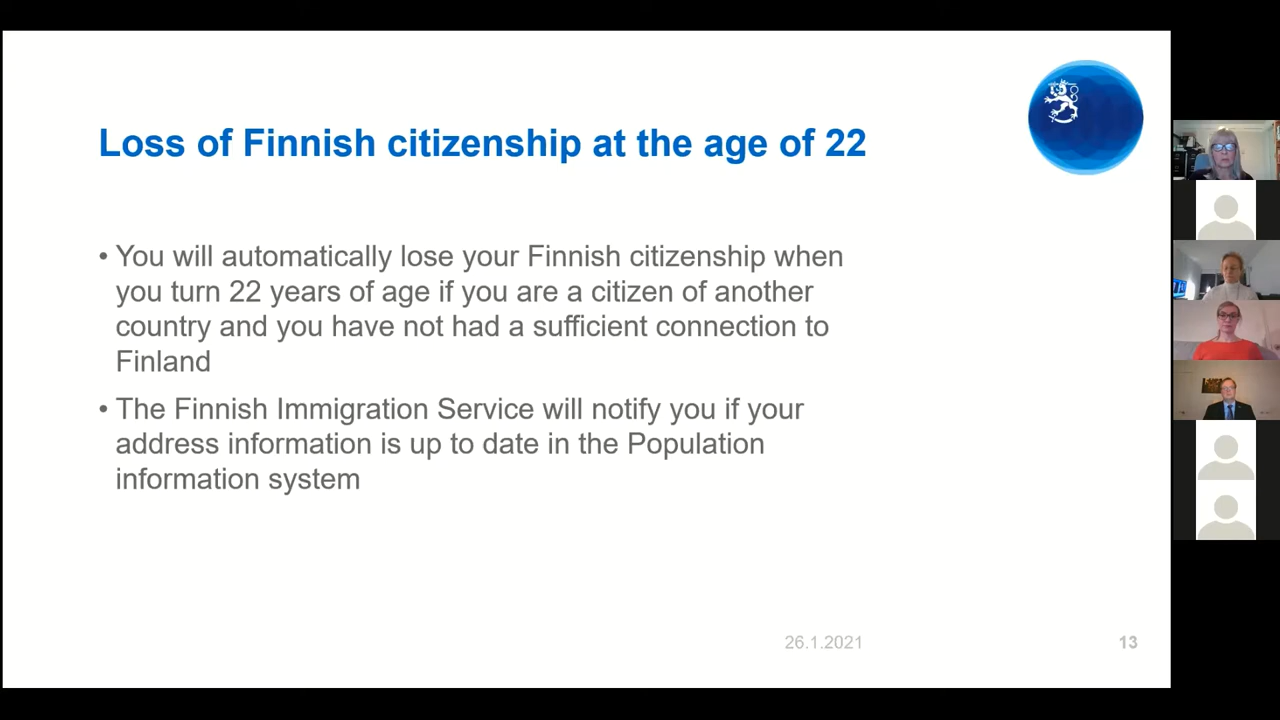 Loss of Finnish citizenship at the age of 22
• You will automatically lose your Finnish citizenship when
you turn 22 years of age if you are a citizen of another
country and you have not had a sufficient connection to
Finland
• The Finnish Immigration Service will notify you if your
address information is up to date in the Population
information system
26.1.2021
13